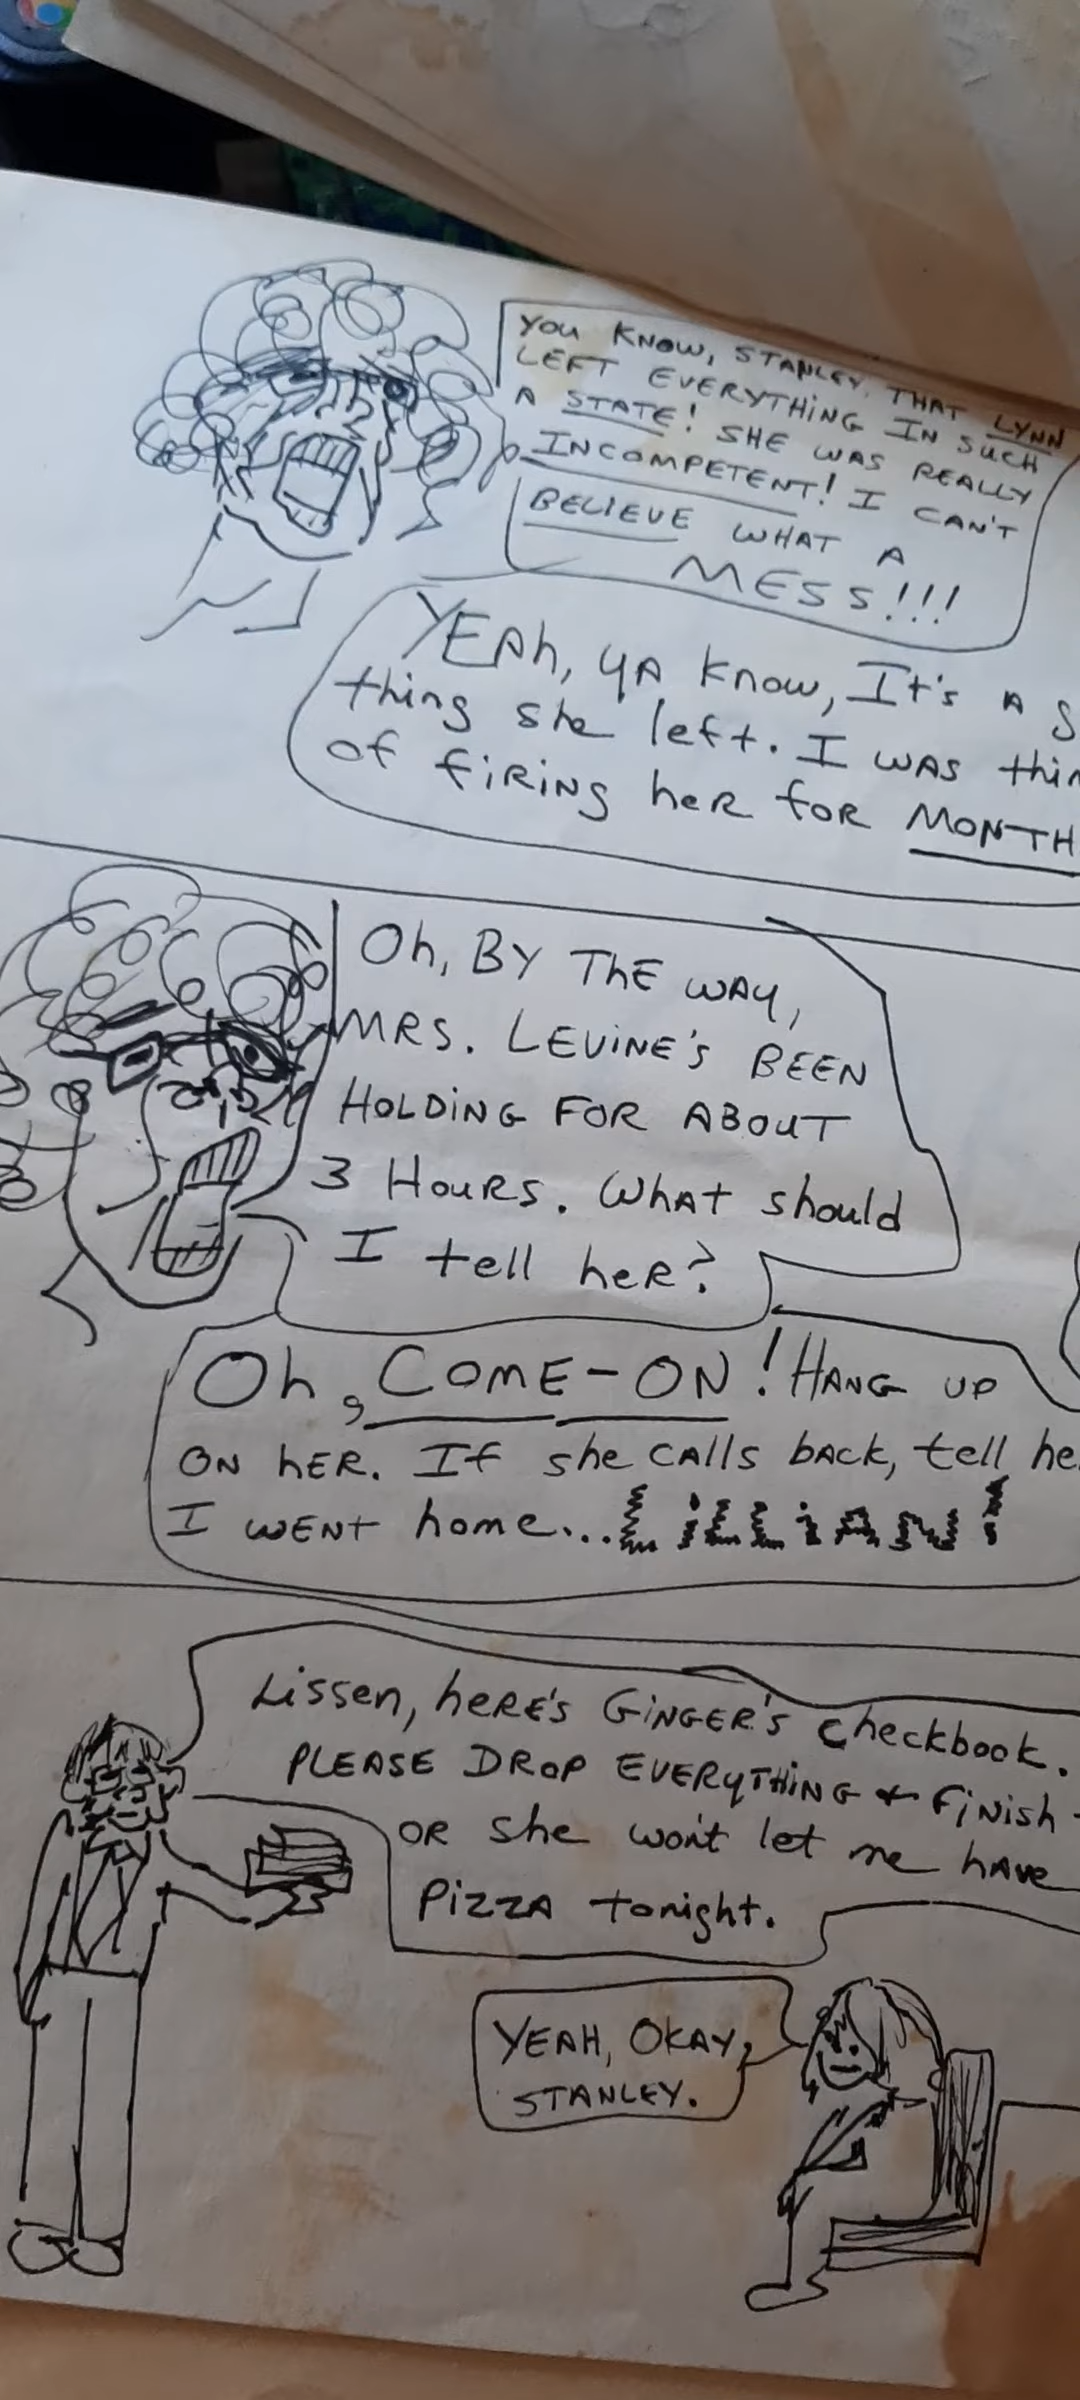 YOU KNOW, STANLEY, THAT LYNN
LEFT EVERYTHING IN SUCH
A STATE! SHE WAS REALLY
INCOMPETENT! I CAN'T
BELIEVE WHAT A
MESS!!!
YEAh, YA KNOW, IT'S A
thing she left. I WAS
of FIRING HER FOR MONTH
Oh, BY THE WAY,
MRS. LEVINE'S BEEN
HOLDING FOR ABOUT
3 HOURS. WHAT should
I tell hER?
Oh, COME-ON! HANG UP
ON hER. If she CALLS bACK, tell he
I WENT home... LiLLiAN!
Lissen, hERE'S GINGER'S checkbook.
PLEASE DROP EVERYTHING & FiNish
OR she won't let me hAVE
PiZZA tonight.
YEAH, OKAY,
STANLEY.